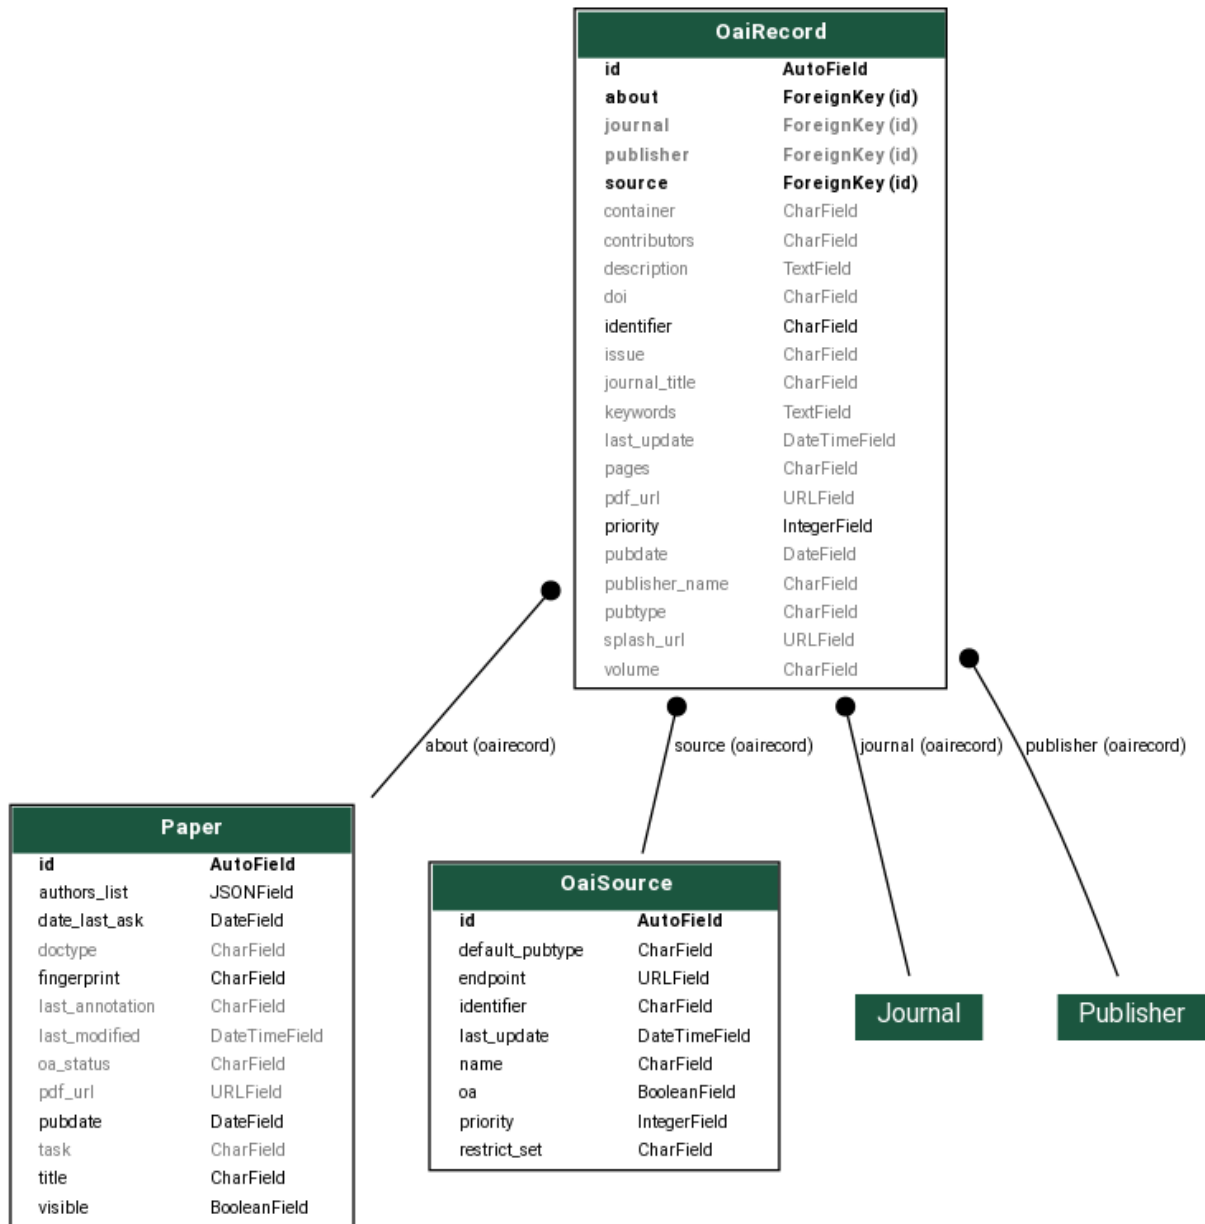 OaiRecord
id AutoField
about ForeignKey (id)
journal ForeignKey (id)
publisher ForeignKey (id)
source ForeignKey (id)
container CharField
contributors CharField
description TextField
doi CharField
identifier CharField
issue CharField
journal_title CharField
keywords TextField
last_update DateTimeField
pages CharField
pdf_url URLField
priority IntegerField
pubdate DateField
publisher_name CharField
pubtype CharField
splash_url URLField
volume CharField
about (oairecord)
source (oairecord)
journal (oairecord)
publisher (oairecord)
Paper
id AutoField
authors_list JSONField
date_last_ask DateField
doctype CharField
fingerprint CharField
last_annotation CharField
last_modified DateTimeField
oa_status CharField
pdf_url URLField
pubdate DateField
task CharField
title CharField
visible BooleanField
OaiSource
id AutoField
default_pubtype CharField
endpoint URLField
identifier CharField
last_update DateTimeField
name CharField
oa BooleanField
priority IntegerField
restrict_set CharField
Journal
Publisher